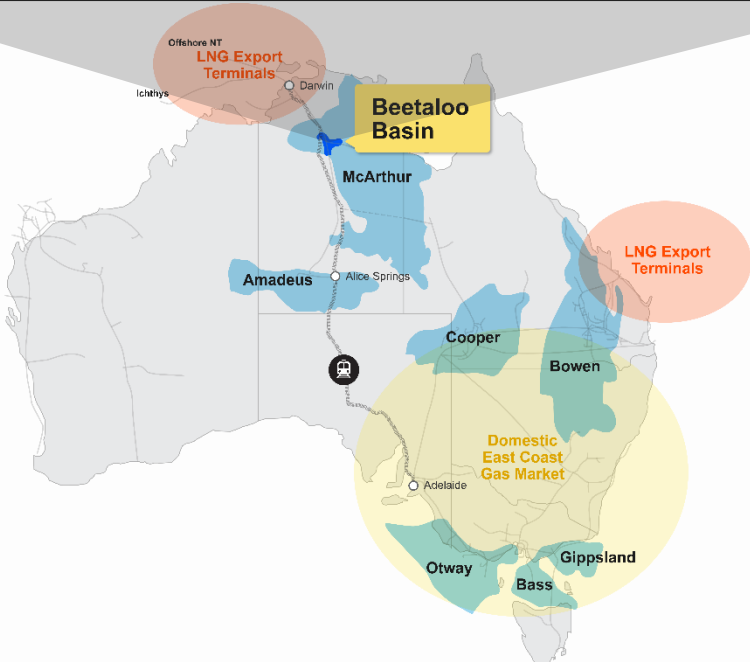 Offshore NT
LNG Export
Terminals
Ichthys
Darwin
Beetaloo
Basin
McArthur
LNG Export
Terminals
Amadeus
Alice Springs
Cooper
Bowen
Domestic
East Coast
Gas Market
Adelaide
Otway
Gippsland
Bass